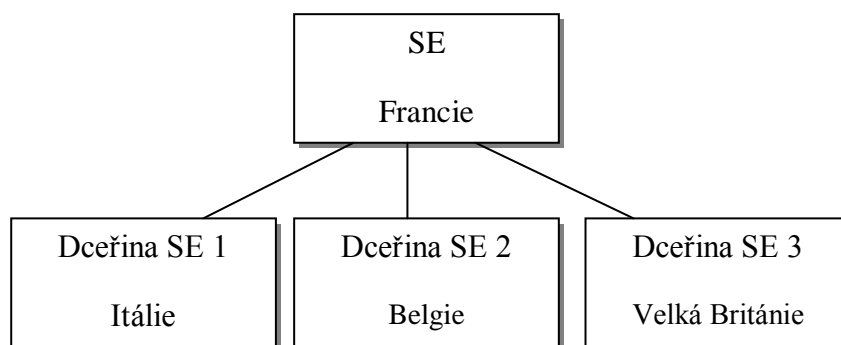 SE
Francie
Dceřina SE 1
Itálie
Dceřina SE 2
Belgie
Dceřina SE 3
Velká Británie